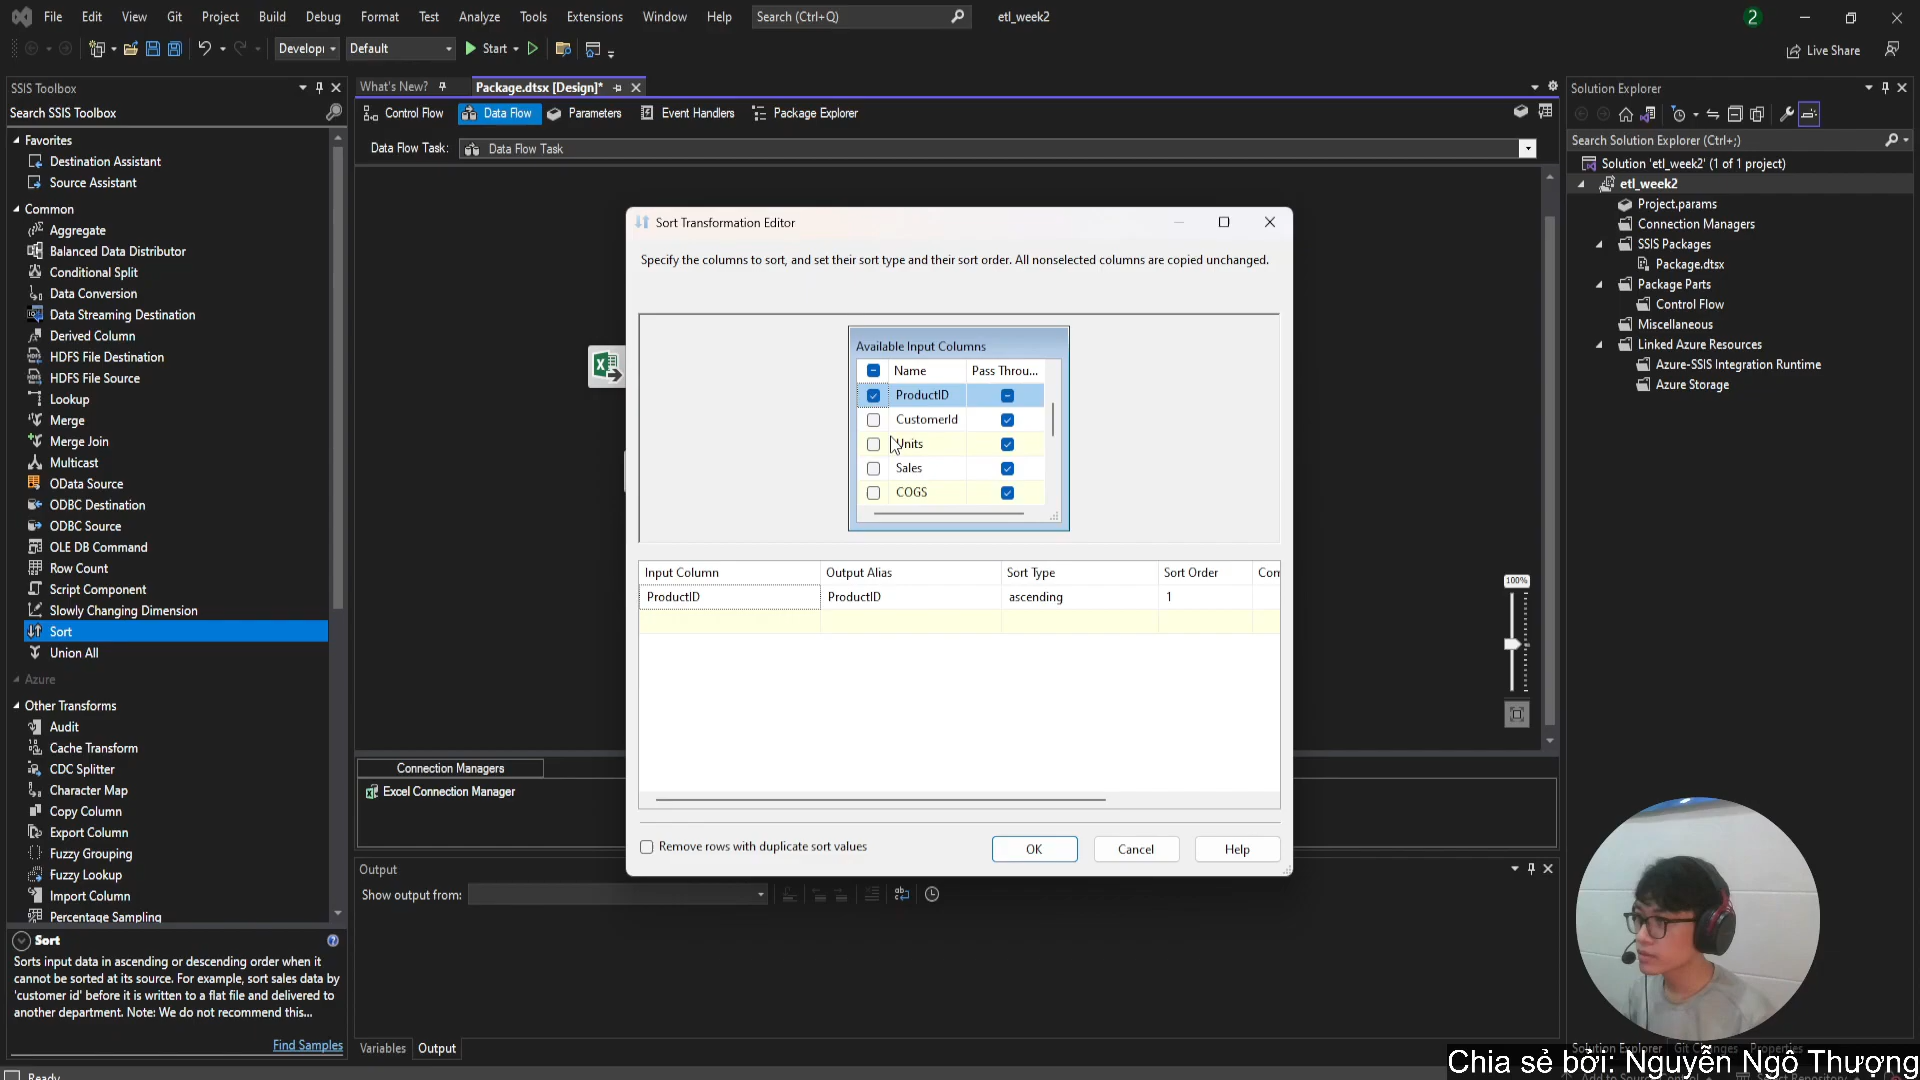 File Edit View Git Project Build Debug Format Test Analyze Tools Extensions Window Help Search (Ctrl+Q) etl_week2 2
Developi Default Start Live Share
SSIS Toolbox
Search SSIS Toolbox
Favorites
Destination Assistant
Source Assistant
Common
Aggregate
Balanced Data Distributor
Conditional Split
Data Conversion
Data Streaming Destination
Derived Column
HDFS File Destination
HDFS File Source
Lookup
Merge
Merge Join
Multicast
OData Source
ODBC Destination
ODBC Source
OLE DB Command
Row Count
Script Component
Slowly Changing Dimension
Sort
Union All
Azure
Other Transforms
Audit
Cache Transform
CDC Splitter
Character Map
Copy Column
Export Column
Fuzzy Grouping
Fuzzy Lookup
Import Column
Percentage Sampling
Sort
Sorts input data in ascending or descending order when it
cannot be sorted at its source. For example, sort sales data by
'customer id' before it is written to a flat file and delivered to
another department. Note: We do not recommend this...
Find Samples
Ready
What's New? Package.dtsx [Design]*
Control Flow Data Flow Parameters Event Handlers Package Explorer
Data Flow Task: Data Flow Task
Sort Transformation Editor
Specify the columns to sort, and set their sort type and their sort order. All nonselected columns are copied unchanged.
Available Input Columns
Name Pass Throu...
ProductID
CustomerId
Units
Sales
COGS
Input Column Output Alias Sort Type Sort Order Com
ProductID ProductID ascending 1
Remove rows with duplicate sort values OK Cancel Help
100%
Connection Managers
Excel Connection Manager
Output
Show output from:
Variables Output
Solution Explorer
Search Solution Explorer (Ctrl+;)
Solution 'etl_week2' (1 of 1 project)
etl_week2
Project.params
Connection Managers
SSIS Packages
Package.dtsx
Package Parts
Control Flow
Miscellaneous
Linked Azure Resources
Azure-SSIS Integration Runtime
Azure Storage
Solution Explorer Git Changes Properties
Chia sẻ bởi: Nguyễn Ngô Thượng